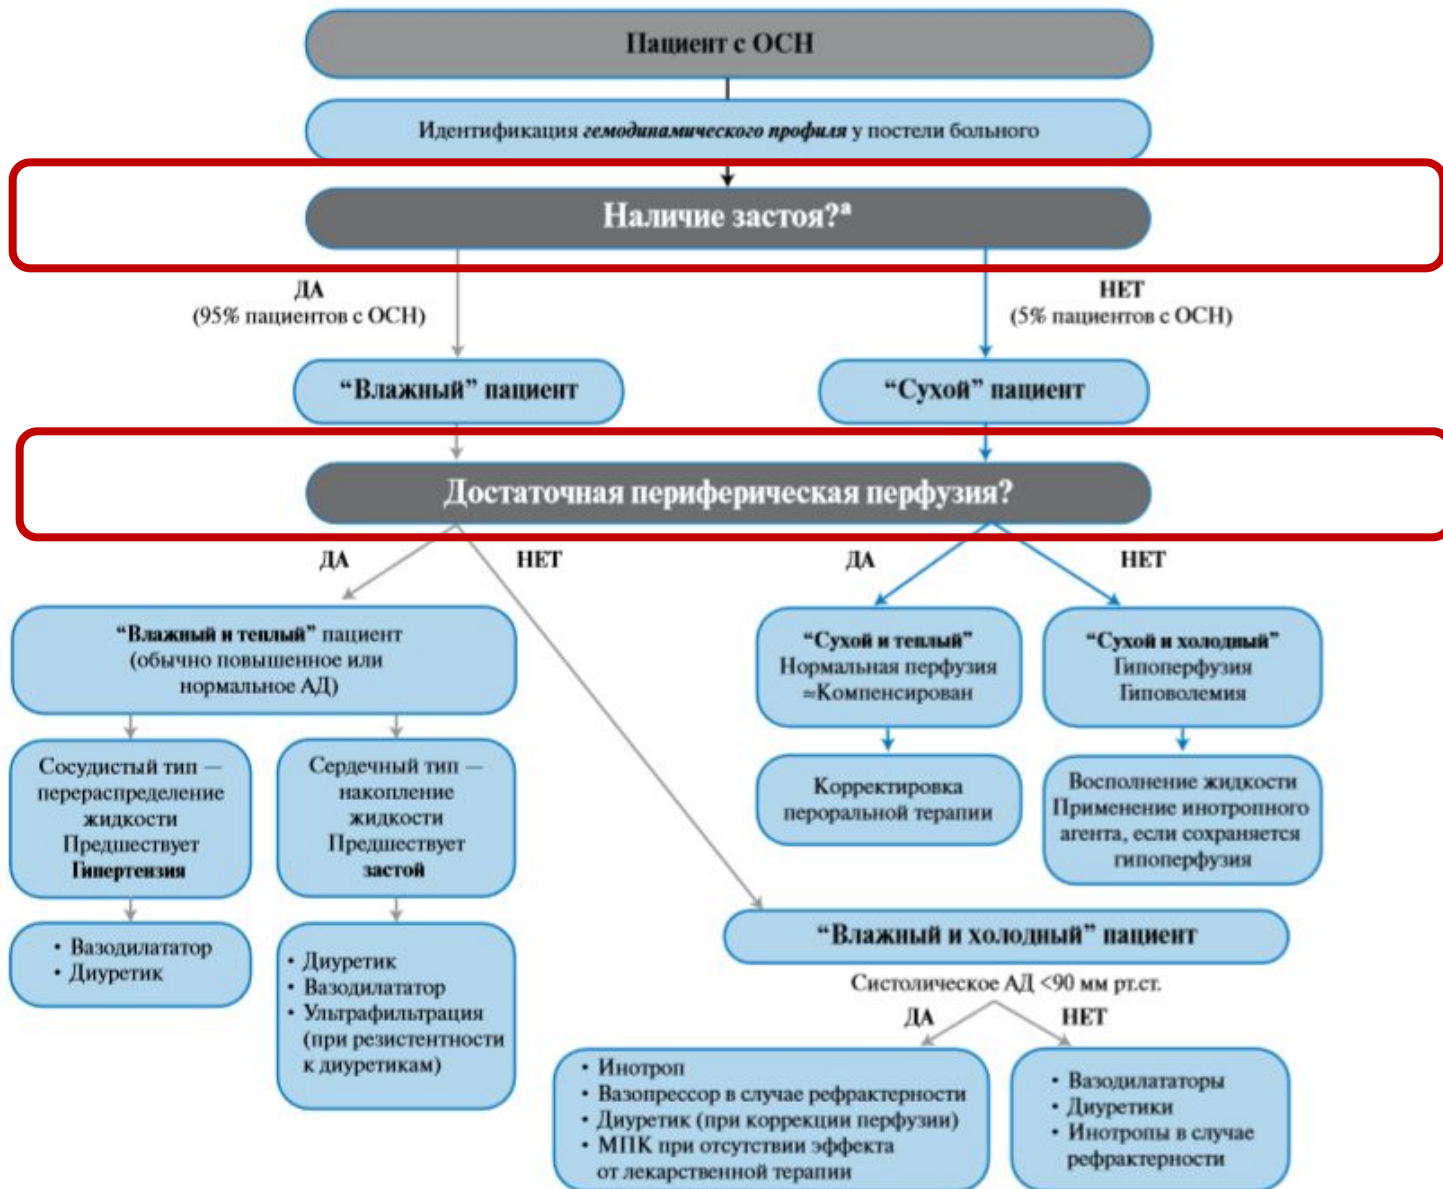 Пациент с ОСН
Идентификация гемодинамического профиля у постели больного
Наличие застоя?ª
ДА
(95% пациентов с ОСН)
НЕТ
(5% пациентов с ОСН)
“Влажный” пациент
“Сухой” пациент
Достаточная периферическая перфузия?
ДА
НЕТ
ДА
НЕТ
“Влажный и теплый” пациент
(обычно повышенное или
нормальное АД)
“Сухой и теплый”
Нормальная перфузия
≈Компенсирован
“Сухой и холодный”
Гипоперфузия
Гиповолемия
Сосудистый тип —
перераспределение
жидкости
Предшествует
Гипертензия
Сердечный тип —
накопление
жидкости
Предшествует
застой
Корректировка
пероральной терапии
Восполнение жидкости
Применение инотропного
агента, если сохраняется
гипоперфузия
• Вазодилататор
• Диуретик
• Диуретик
• Вазодилататор
• Ультрафильтрация
(при резистентности
к диуретикам)
“Влажный и холодный” пациент
Систолическое АД <90 мм рт.ст.
ДА
НЕТ
• Инотроп
• Вазопрессор в случае рефрактерности
• Диуретик (при коррекции перфузии)
• МПК при отсутствии эффекта
от лекарственной терапии
• Вазодилататоры
• Диуретики
• Инотропы в случае
рефрактерности